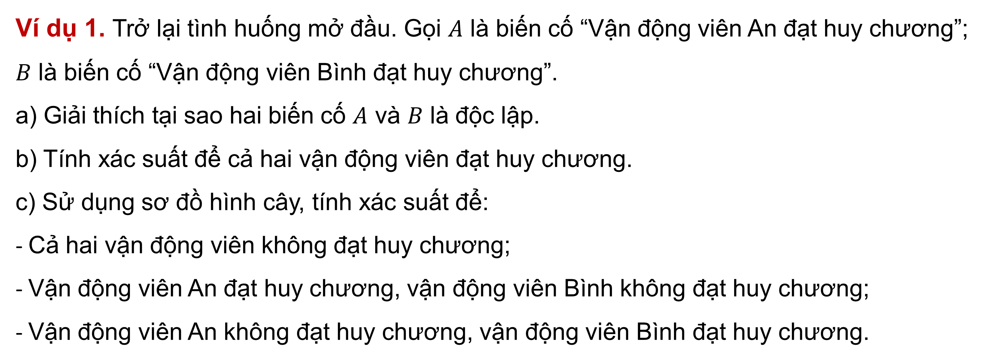 Ví dụ 1. Trở lại tình huống mở đầu. Gọi A là biến cố “Vận động viên An đạt huy chương”;
B là biến cố “Vận động viên Bình đạt huy chương”.
a) Giải thích tại sao hai biến cố A và B là độc lập.
b) Tính xác suất để cả hai vận động viên đạt huy chương.
c) Sử dụng sơ đồ hình cây, tính xác suất để:
- Cả hai vận động viên không đạt huy chương;
- Vận động viên An đạt huy chương, vận động viên Bình không đạt huy chương;
- Vận động viên An không đạt huy chương, vận động viên Bình đạt huy chương.